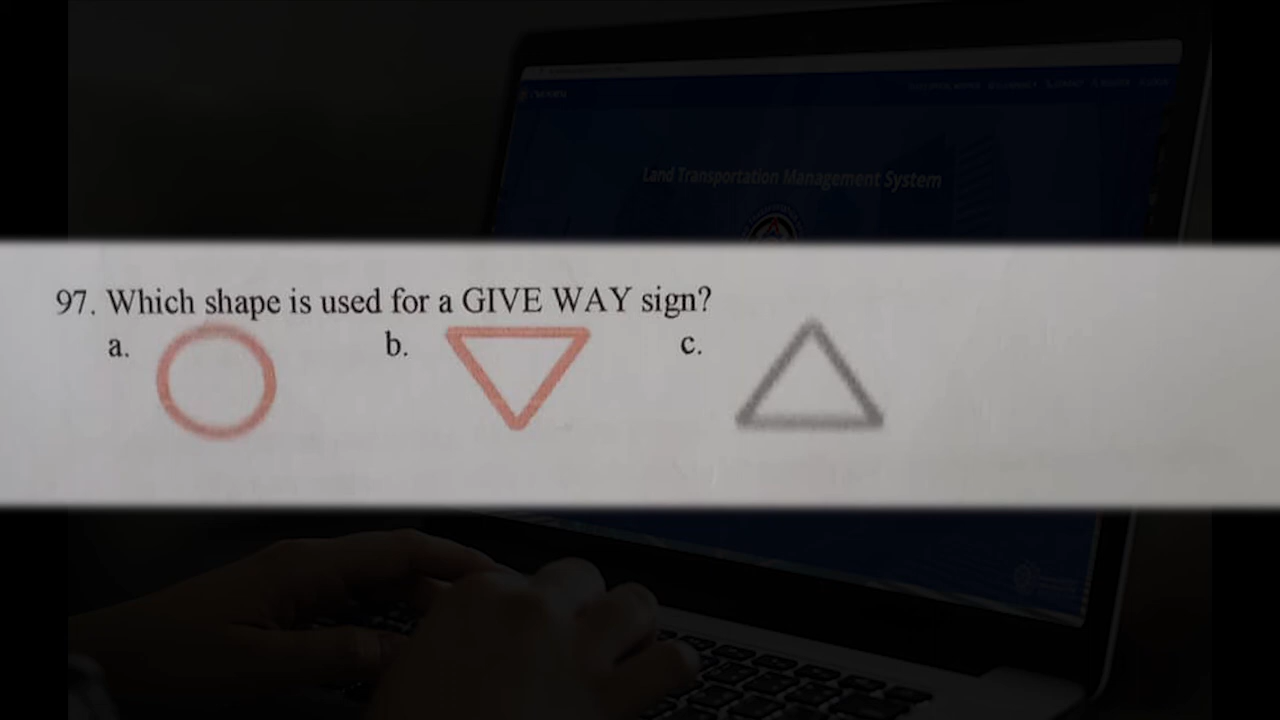 Land Transportation Management System
97. Which shape is used for a GIVE WAY sign?
a. b. c.